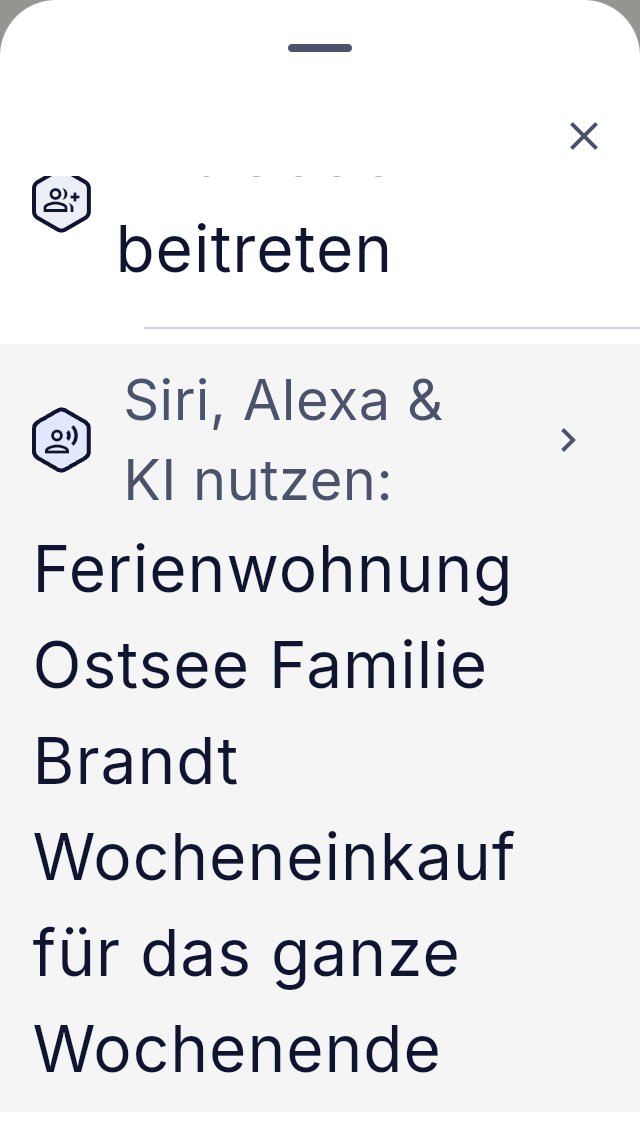 beitreten
Siri, Alexa &
KI nutzen:
Ferienwohnung
Ostsee Familie
Brandt
Wocheneinkauf
für das ganze
Wochenende